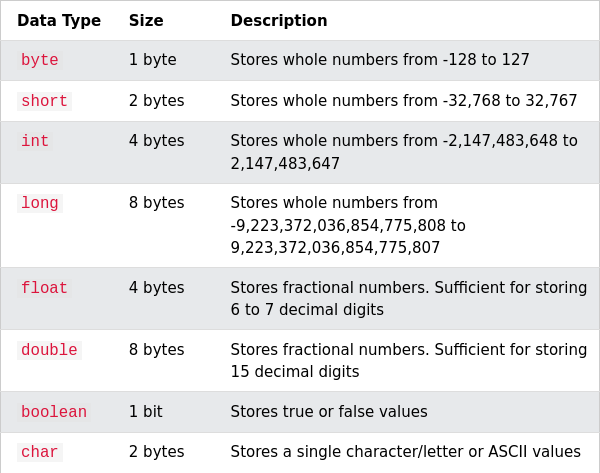 Data Type Size Description
byte 1 byte Stores whole numbers from -128 to 127
short 2 bytes Stores whole numbers from -32,768 to 32,767
int 4 bytes Stores whole numbers from -2,147,483,648 to
2,147,483,647
long 8 bytes Stores whole numbers from
-9,223,372,036,854,775,808 to
9,223,372,036,854,775,807
float 4 bytes Stores fractional numbers. Sufficient for storing
6 to 7 decimal digits
double 8 bytes Stores fractional numbers. Sufficient for storing
15 decimal digits
boolean 1 bit Stores true or false values
char 2 bytes Stores a single character/letter or ASCII values